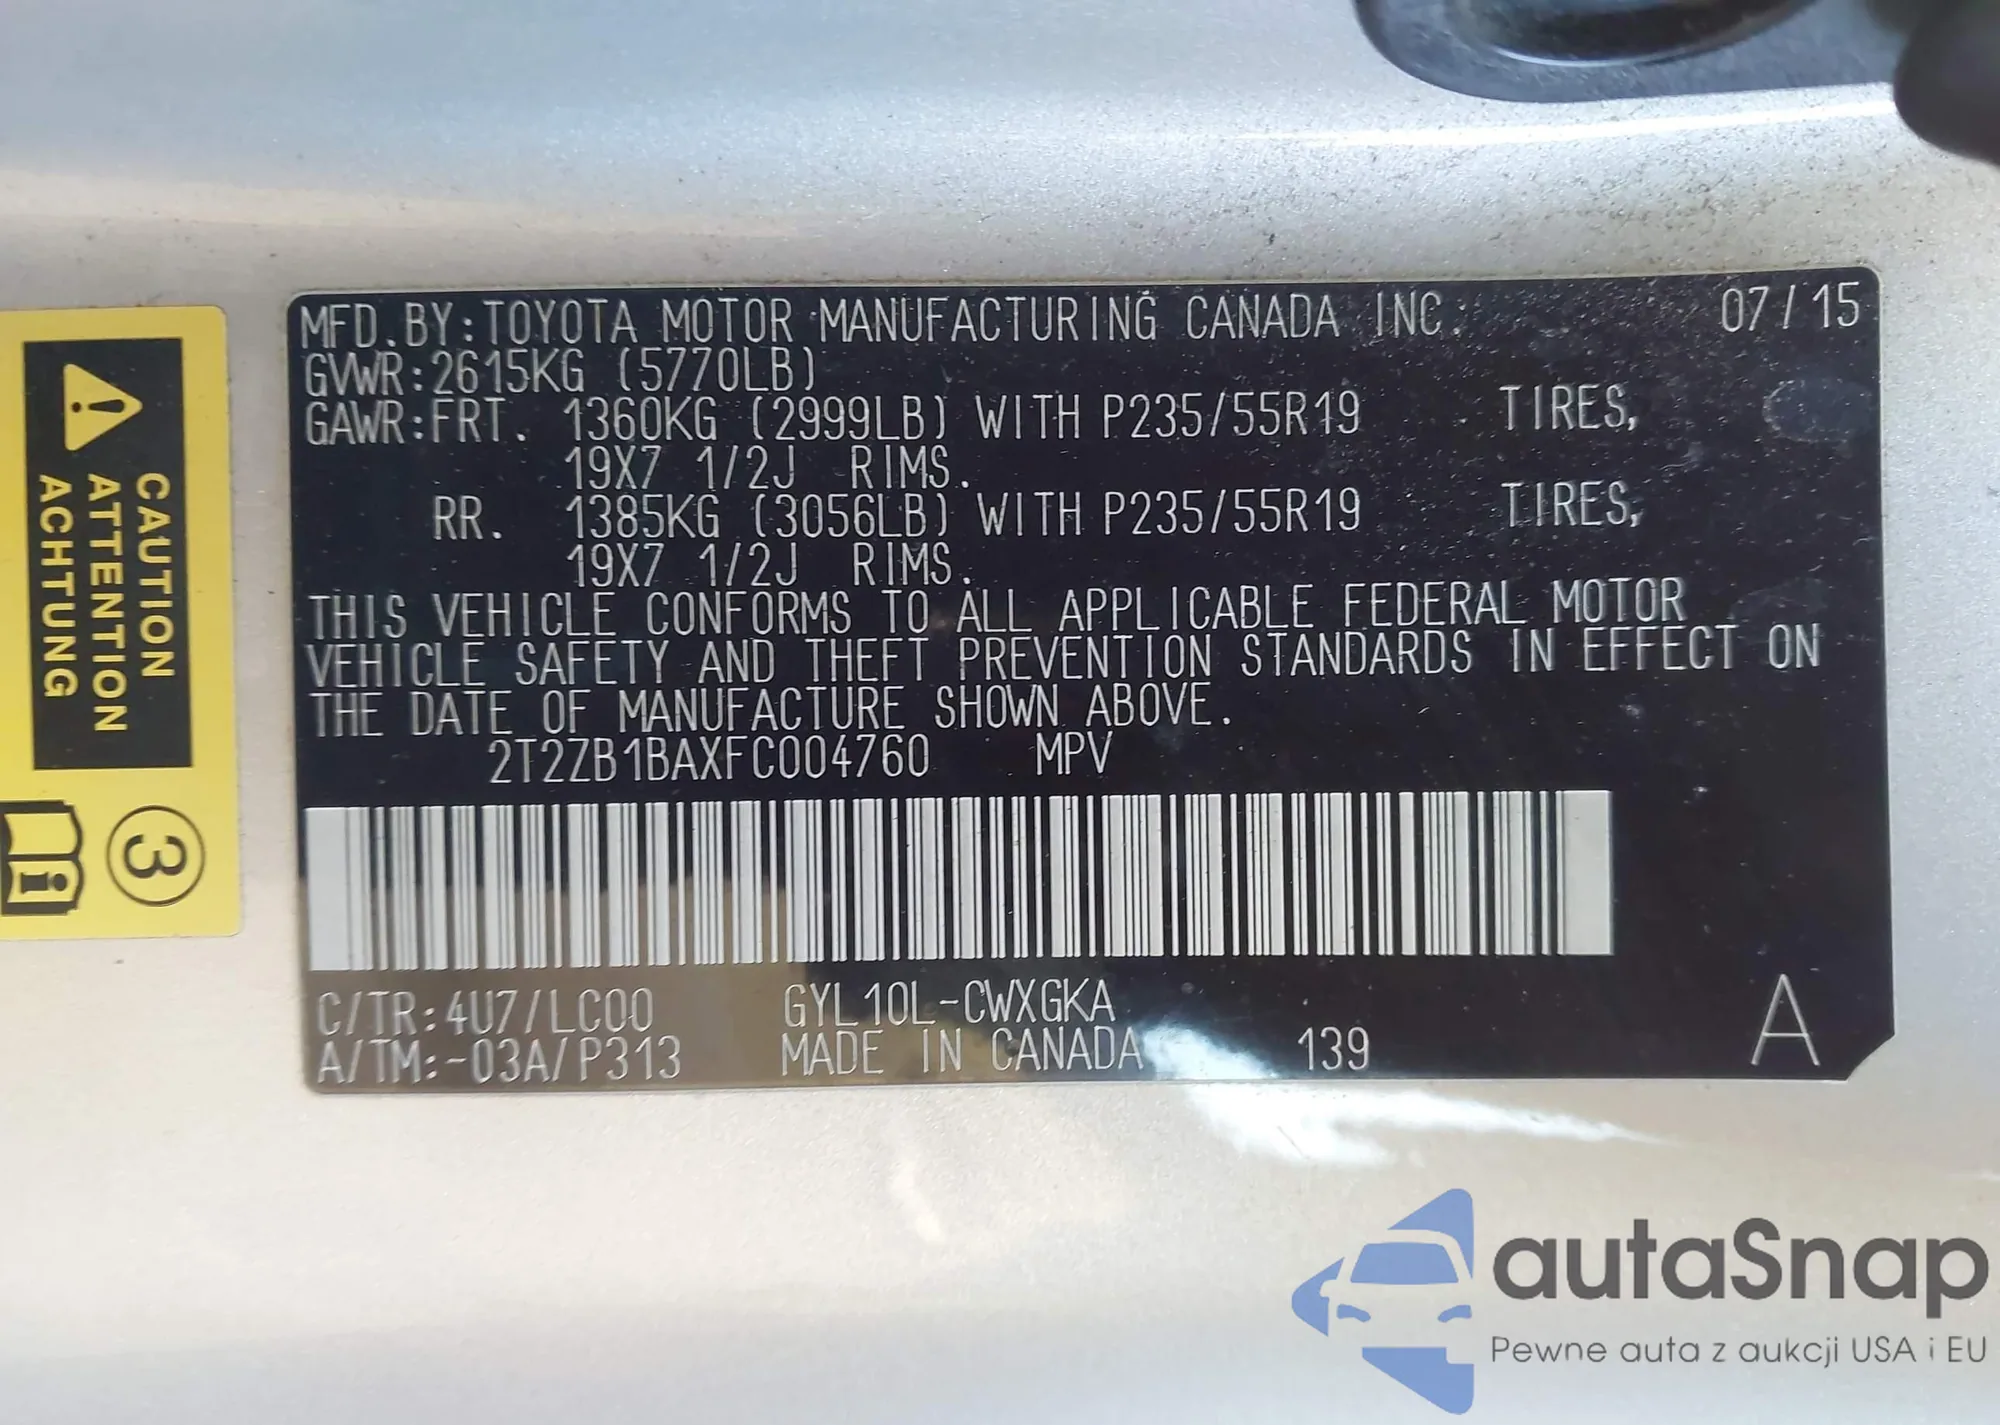 MFD.BY:TOYOTA MOTOR MANUFACTURING CANADA INC. 07/15
GVWR:2615KG (5770LB)
GAWR:FRT. 1360KG (2999LB) WITH P235/55R19 TIRES,
19X7 1/2J RIMS.
RR. 1385KG (3056LB) WITH P235/55R19 TIRES,
19X7 1/2J RIMS.
THIS VEHICLE CONFORMS TO ALL APPLICABLE FEDERAL MOTOR
VEHICLE SAFETY AND THEFT PREVENTION STANDARDS IN EFFECT ON
THE DATE OF MANUFACTURE SHOWN ABOVE.
2T2ZB1BAXFC004760 MPV
C/TR:4U7/LC00 GYL10L-CWXGKA
A/TM:-03A/P313 MADE IN CANADA 139 A
CAUTION
ATTENTION
ACHTUNG
3
i
autaSnap
Pewne auta z aukcji USA i EU